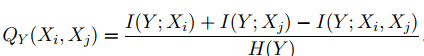 Q_Y(X_i, X_j) = \frac{I(Y; X_i) + I(Y; X_j) - I(Y; X_i, X_j)}{H(Y)}.